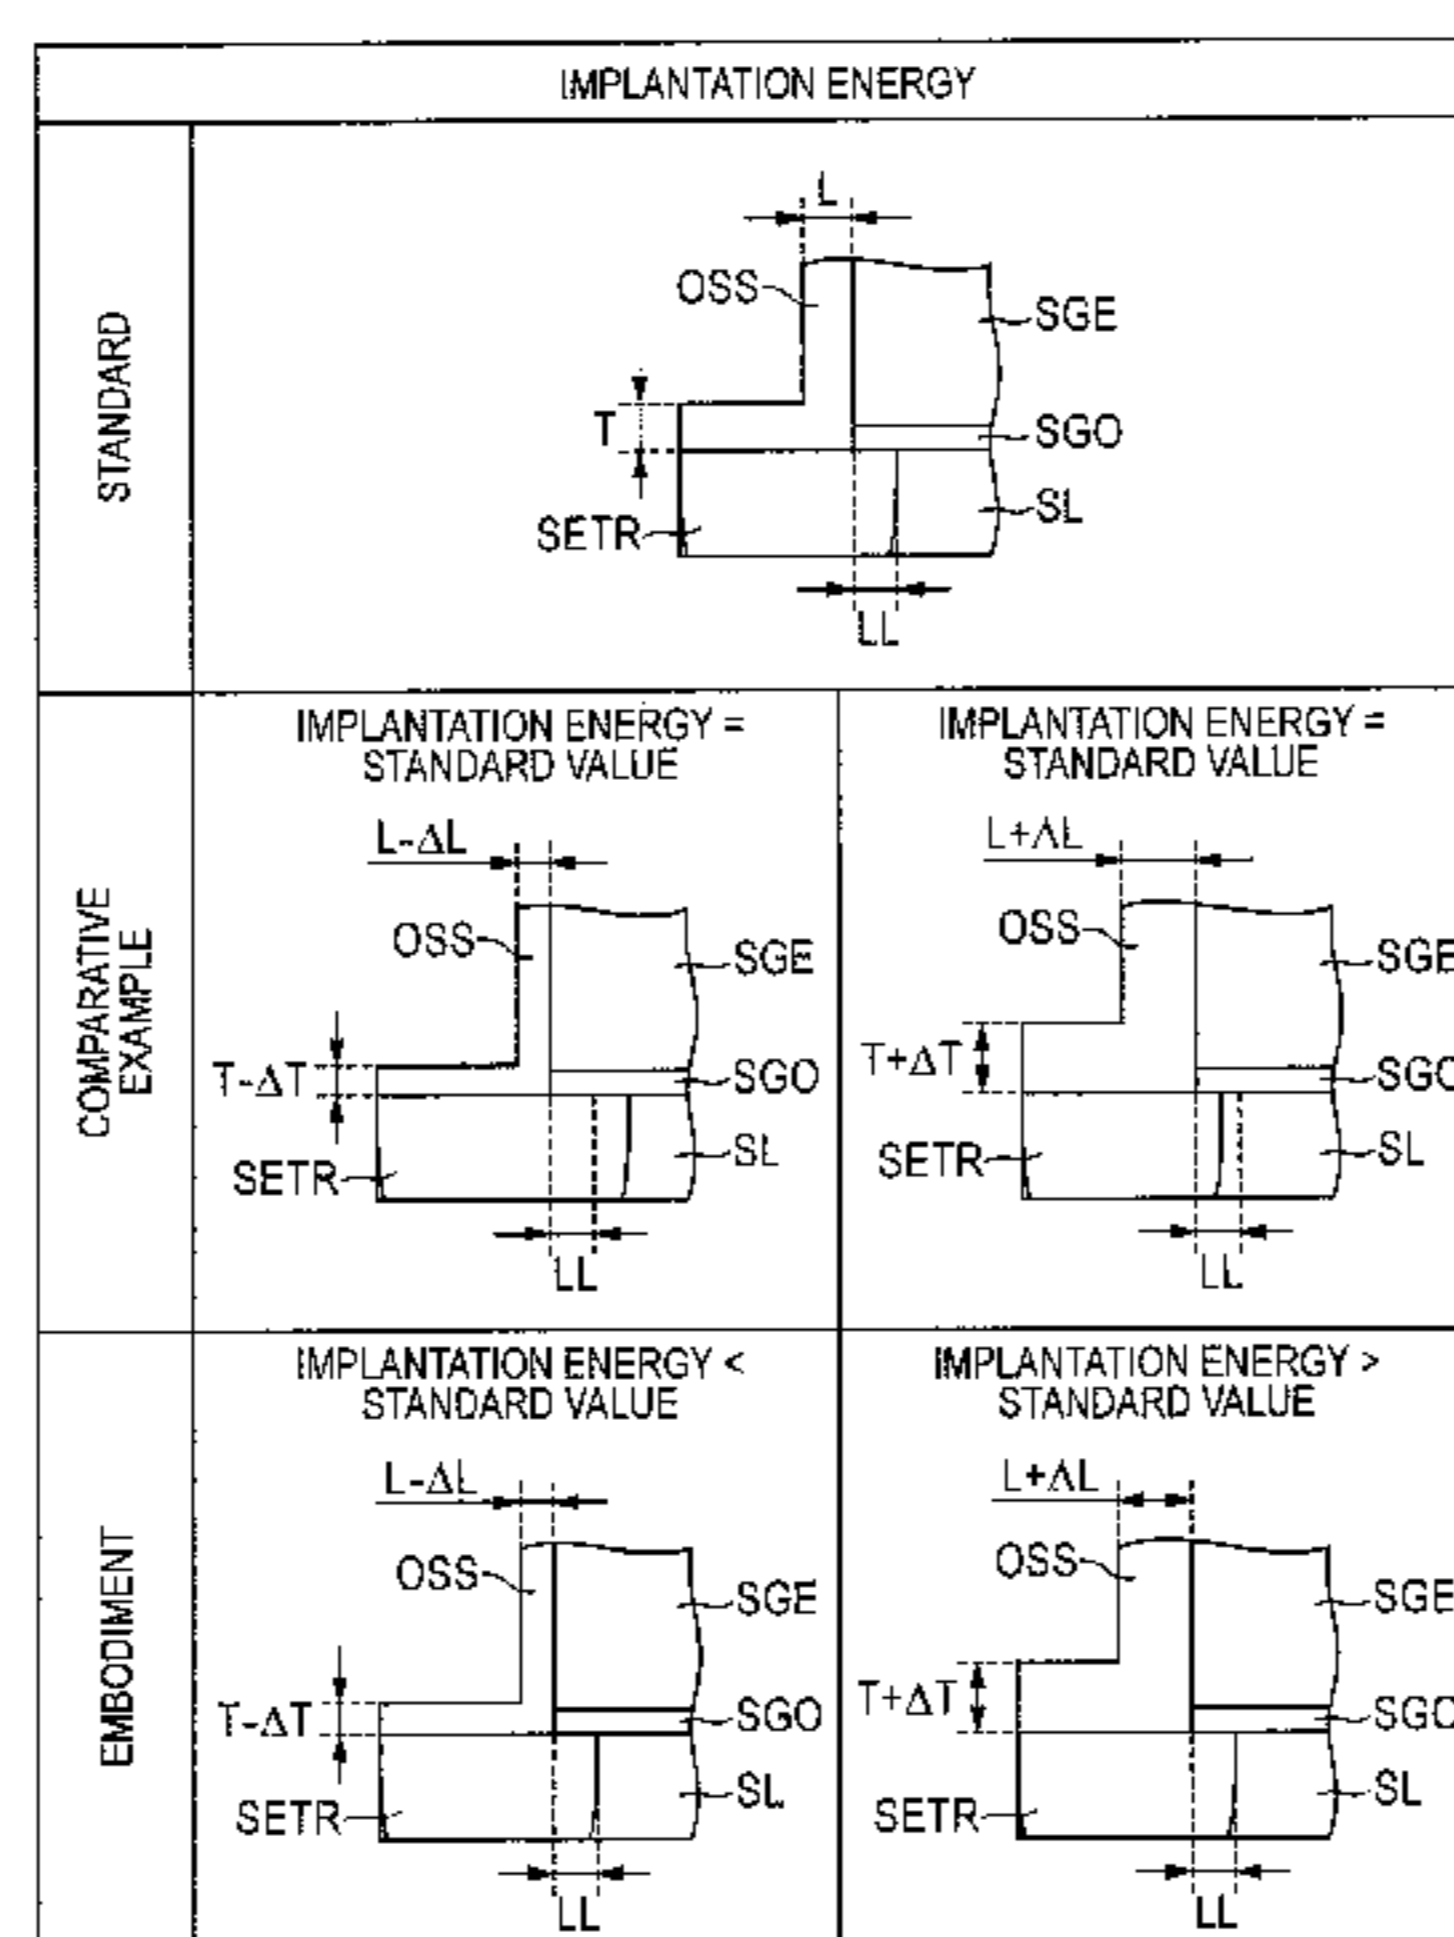 IMPLANTATION ENERGY
STANDARD
L
OSS
SGE
T
SGO
SL
SETR
LL
COMPARATIVE
EXAMPLE
IMPLANTATION ENERGY =
STANDARD VALUE
L-ΔL
OSS
SGE
T-ΔT
SGO
SL
SETR
LL
IMPLANTATION ENERGY =
STANDARD VALUE
L+ΔL
OSS
SGE
T+ΔT
SGO
SL
SETR
LL
EMBODIMENT
IMPLANTATION ENERGY <
STANDARD VALUE
L-ΔL
OSS
SGE
T-ΔT
SGO
SL
SETR
LL
IMPLANTATION ENERGY >
STANDARD VALUE
L+ΔL
OSS
SGE
T+ΔT
SGO
SL
SETR
LL